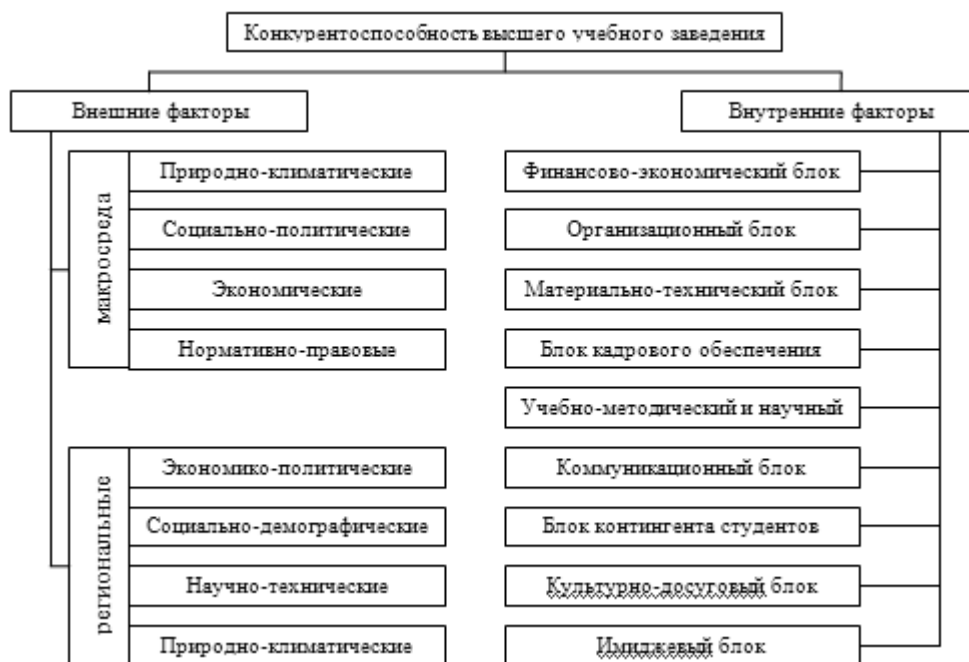 Конкурентоспособность высшего учебного заведения
Внешние факторы
Внутренние факторы
макросреда
Природно-климатические
Социально-политические
Экономические
Нормативно-правовые
региональные
Экономико-политические
Социально-демографические
Научно-технические
Природно-климатические
Финансово-экономический блок
Организационный блок
Материально-технический блок
Блок кадрового обеспечения
Учебно-методический и научный
Коммуникационный блок
Блок контингента студентов
Культурно-досуговый блок
Имиджевый блок